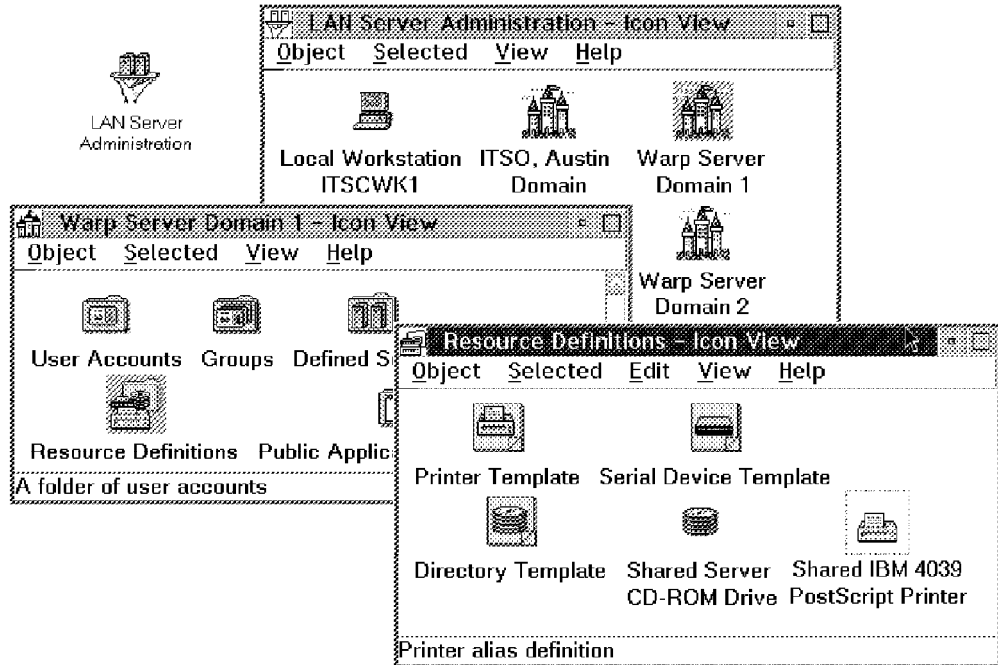 LAN Server
Administration
LAN Server Administration - Icon View
Object Selected View Help
Local Workstation
ITSCWK1
ITSO, Austin
Domain
Warp Server
Domain 1
Warp Server
Domain 2
Warp Server Domain 1 - Icon View
Object Selected View Help
User Accounts
Groups
Defined S
Resource Definitions
Public Applic
A folder of user accounts
Resource Definitions - Icon View
Object Selected Edit View Help
Printer Template
Serial Device Template
Directory Template
Shared Server
CD-ROM Drive
Shared IBM 4039
PostScript Printer
Printer alias definition